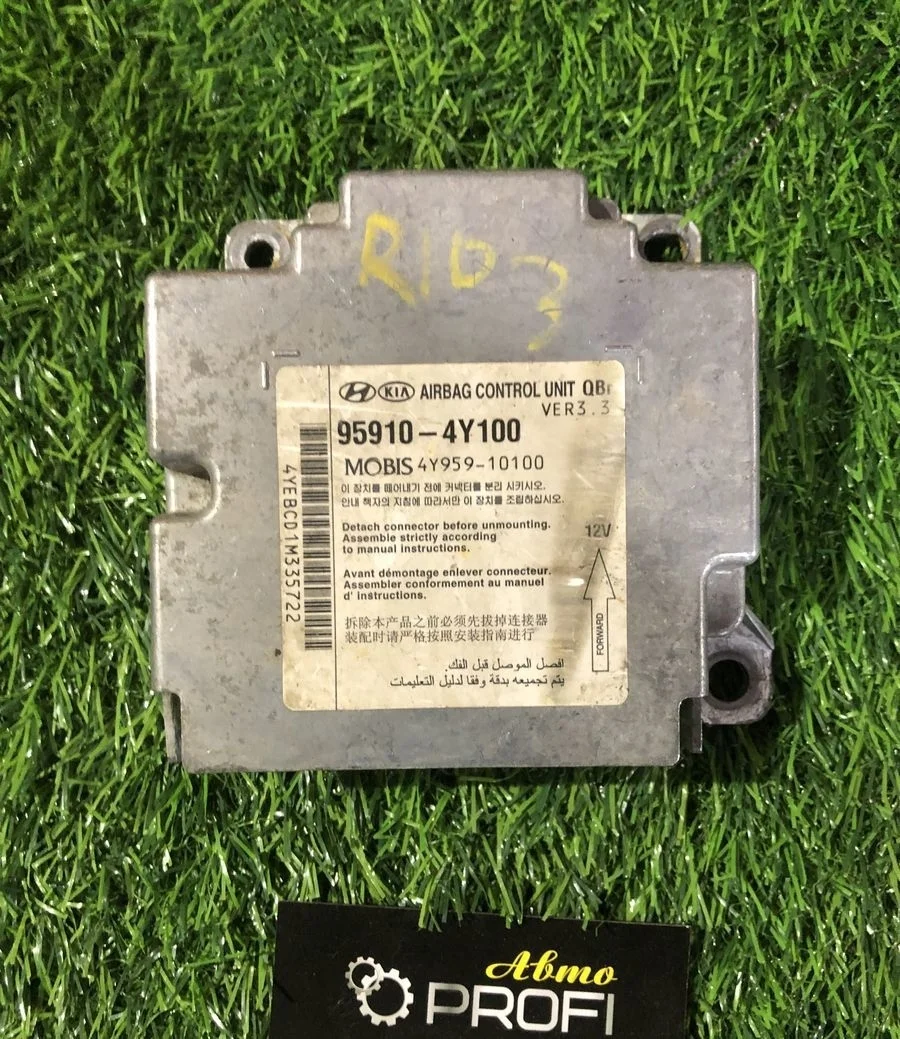 RIO 3
HYUNDAI KIA AIRBAG CONTROL UNIT QBr
VER3.3
95910-4Y100
MOBIS 4Y959-10100
이 장치를 떼어내기 전에 커넥터를 분리 시키시오.
안내 책자의 지침에 따라서만 이 장치를 조립하십시오.
Detach connector before unmounting.
Assemble strictly according
to manual instructions.
12V
Avant démontage enlever connecteur.
Assembler conformement au manuel
d' instructions.
FORWARD
拆除本产品之前必须先拔掉连接器
装配时请严格按照安装指南进行
افصل الموصل قبل الفك.
يتم تجميعه بدقة وفقا لدليل التعليمات
4YEBCD1M335722
Авто
PROFI